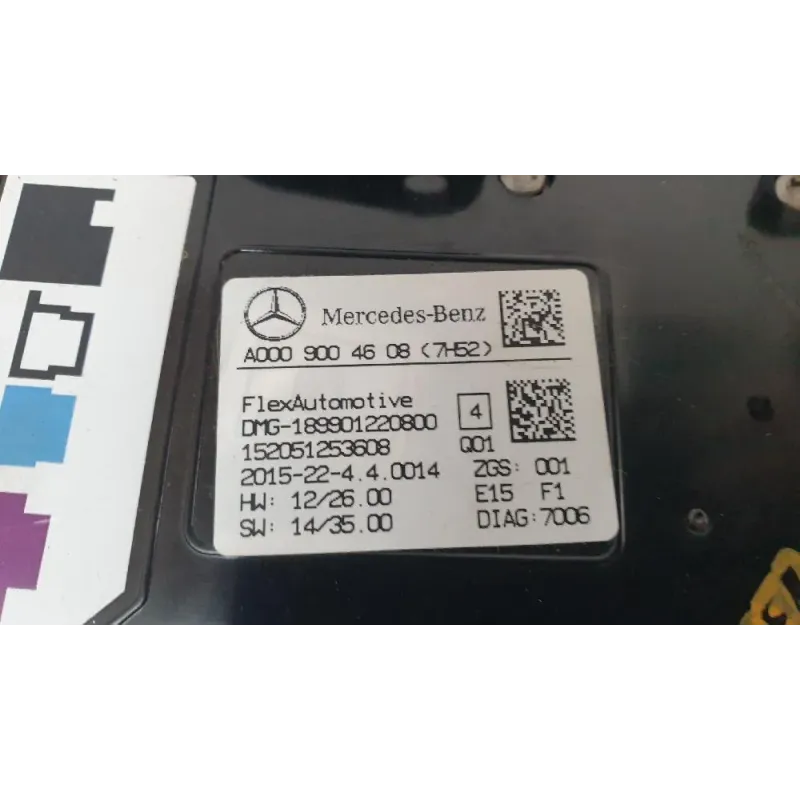 Mercedes-Benz
A000 900 46 08 (7H52)
FlexAutomotive
DMG-189901220800
4
152051253608
Q01
2015-22-4.4.0014
ZGS: 001
HW: 12/26.00
E15 F1
SW: 14/35.00
DIAG:7006